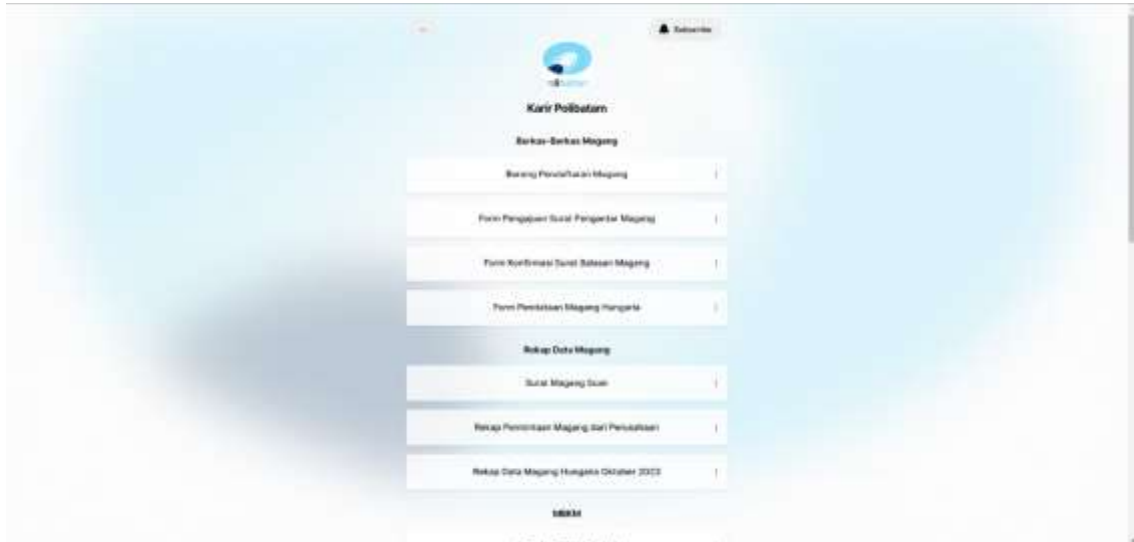 Subscribe
Karir Polibatam
Berkas-Berkas Magang
Borang Pendaftaran Magang
Form Pengajuan Surat Pengantar Magang
Form Konfirmasi Surat Balasan Magang
Form Pendataan Magang Hungaria
Rekap Data Magang
Surat Magang Scan
Rekap Permintaan Magang dari Perusahaan
Rekap Data Magang Hungaria Oktober 2023
MBKM